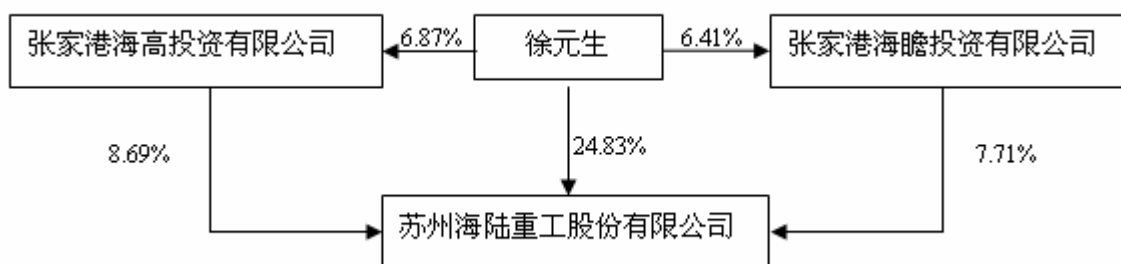 张家港海高投资有限公司
6.87%
徐元生
6.41%
张家港海瞻投资有限公司
8.69%
24.83%
7.71%
苏州海陆重工股份有限公司